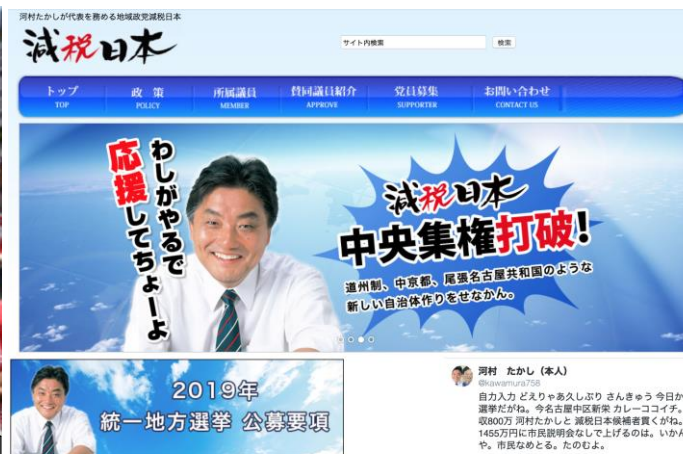 河村たかしが代表を務める地域政党減税日本
減税日本
サイト内検索
検索
トップ
TOP
政 策
POLICY
所属議員
MEMBER
賛同議員紹介
APPROVE
党員募集
SUPPORTER
お問い合わせ
CONTACT US
わしがやるで
応援してちょーよ
減税日本
中央集権打破!
道州制、中京都、尾張名古屋共和国のような
新しい自治体作りをせなかん。
2019年
統一地方選挙 公募要項
河村 たかし（本人）
@kawamura758
自力入力 どえりゃあ久しぶり さんきゅう 今日か
選挙だがね。今名古屋中区新栄 カレーココイチ。
収800万 河村たかしと 減税日本候補者貫くがね。
1455万円に市民説明会なしで上げるのは。いかん
や。市民なめとる。たのむよ。